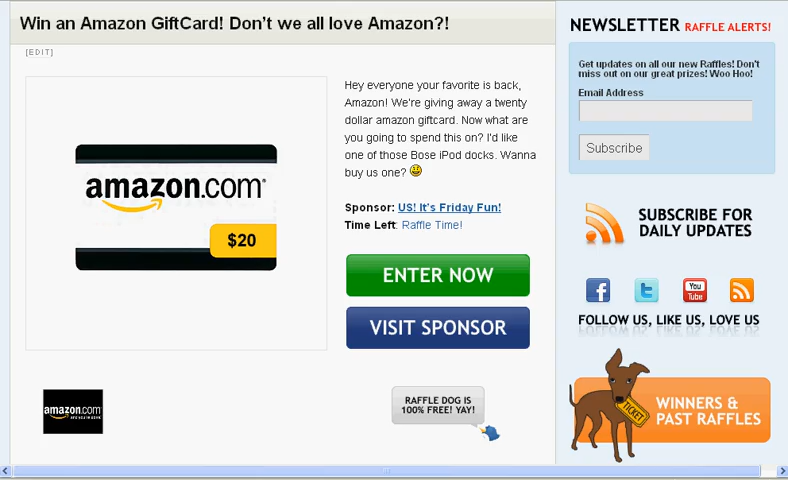 Win an Amazon GiftCard! Don't we all love Amazon?!
[EDIT]
amazon.com
$20
Hey everyone your favorite is back,
Amazon! We're giving away a twenty
dollar amazon giftcard. Now what are
you going to spend this on? I'd like
one of those Bose iPod docks. Wanna
buy us one?
Sponsor: US! It's Friday Fun!
Time Left: Raffle Time!
ENTER NOW
VISIT SPONSOR
amazon.com
RAFFLE DOG IS
100% FREE! YAY!
NEWSLETTER RAFFLE ALERTS!
Get updates on all our new Raffles! Don't
miss out on our great prizes! Woo Hoo!
Email Address
Subscribe
SUBSCRIBE FOR
DAILY UPDATES
You
Tube
FOLLOW US, LIKE US, LOVE US
TICKET
WINNERS &
PAST RAFFLES